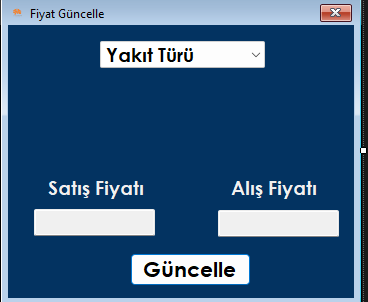 Fiyat Güncelle
Yakıt Türü
Satış Fiyatı Alış Fiyatı
Güncelle